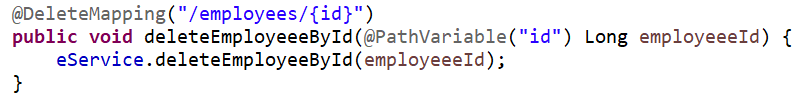 @DeleteMapping("/employees/{id}")
public void deleteEmployeeeById(@PathVariable("id") Long employeeeId) {
eService.deleteEmployeeById(employeeeId);
}